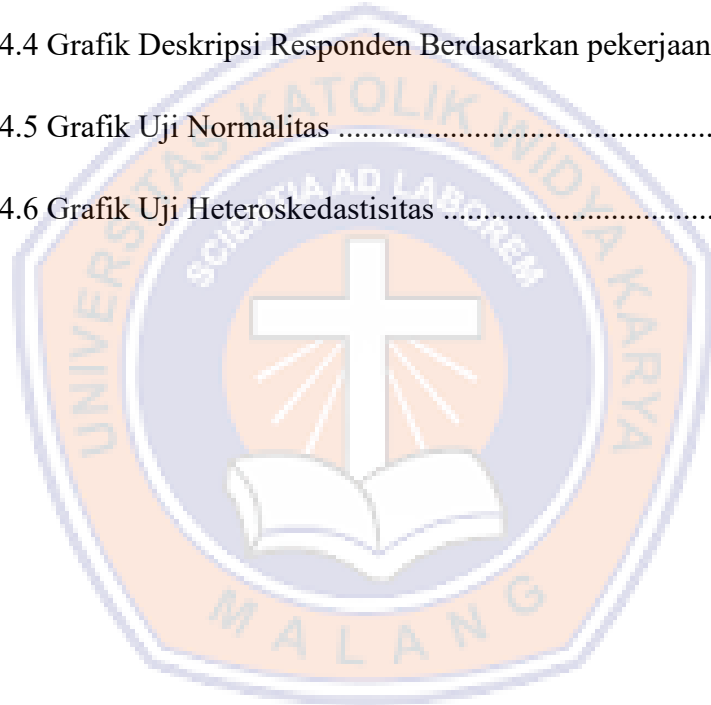 4.4 Grafik Deskripsi Responden Berdasarkan pekerjaan
4.5 Grafik Uji Normalitas ................................................
4.6 Grafik Uji Heteroskedastisitas ..................................
UNIVERSITAS KATOLIK WIDYA KARYA
SCIENTIA AD LABOREM
MALANG